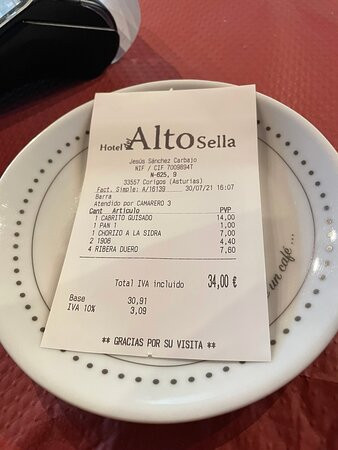 Hotel AltoSella
Jesús Sánchez Carbajo
NIF / CIF 7009894T
N-625, 9
33557 Corigos (Asturias)
Fact. Simple: A/16139 30/07/21 16:07
Barra
Atendido por CAMARERO 3
Cant Artículo PVP
1 CABRITO GUISADO 14,00
1 PAN 1 1,00
1 CHORIZO A LA SIDRA 7,00
2 1906 4,40
4 RIBERA DUERO 7,60
Total IVA incluido 34,00 €
Base 30,91
IVA 10% 3,09
** GRACIAS POR SU VISITA **
un café ...